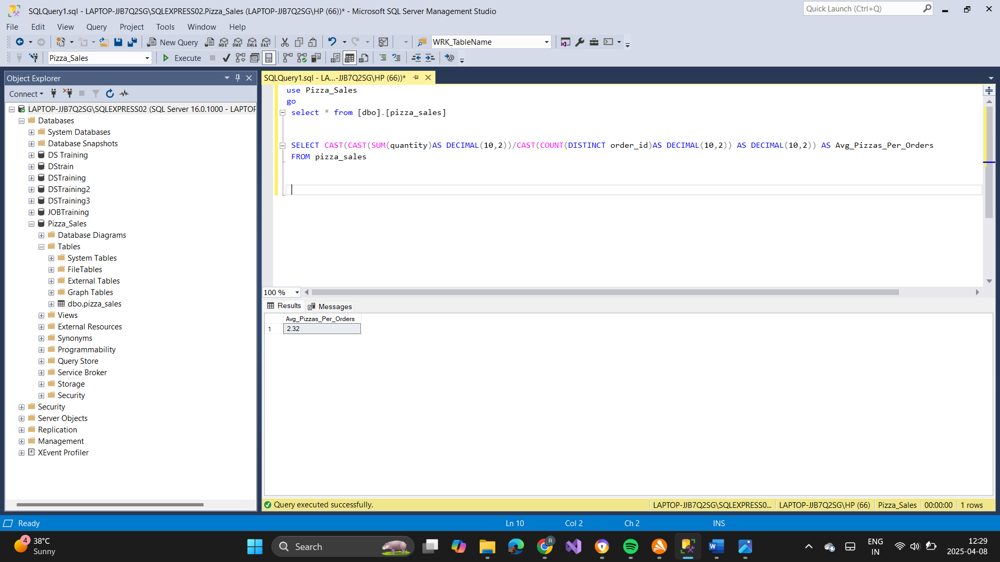 SQLQuery1.sql - LAPTOP-JJB7Q2SG\SQLEXPRESS02.Pizza_Sales (LAPTOP-JJB7Q2SG\HP (66))* - Microsoft SQL Server Management Studio
Quick Launch (Ctrl+Q)
File Edit View Query Project Tools Window Help
New Query
MDX DMX XMLA DAX
WRK_TableName
Pizza_Sales
Execute
Object Explorer
Connect
LAPTOP-JJB7Q2SG\SQLEXPRESS02 (SQL Server 16.0.1000 - LAPTOP
Databases
System Databases
Database Snapshots
DS Training
DStrain
DSTraining
DSTraining2
DSTraining3
JOBTraining
Pizza_Sales
Database Diagrams
Tables
System Tables
FileTables
External Tables
Graph Tables
dbo.pizza_sales
Views
External Resources
Synonyms
Programmability
Query Store
Service Broker
Storage
Security
Security
Server Objects
Replication
Management
XEvent Profiler
SQLQuery1.sql - LA...-JJB7Q2SG\HP (66))*
use Pizza_Sales
go
select * from [dbo].[pizza_sales]
SELECT CAST(CAST(SUM(quantity)AS DECIMAL(10,2))/CAST(COUNT(DISTINCT order_id)AS DECIMAL(10,2)) AS DECIMAL(10,2)) AS Avg_Pizzas_Per_Orders
FROM pizza_sales
100 %
Results Messages
Avg_Pizzas_Per_Orders
1 2.32
Query executed successfully.
LAPTOP-JJB7Q2SG\SQLEXPRESS0... LAPTOP-JJB7Q2SG\HP (66) Pizza_Sales 00:00:00 1 rows
Ready
Ln 10 Col 2 Ch 2 INS
4
38°C
Sunny
Search
R
ENG
IN
12:29
2025-04-08